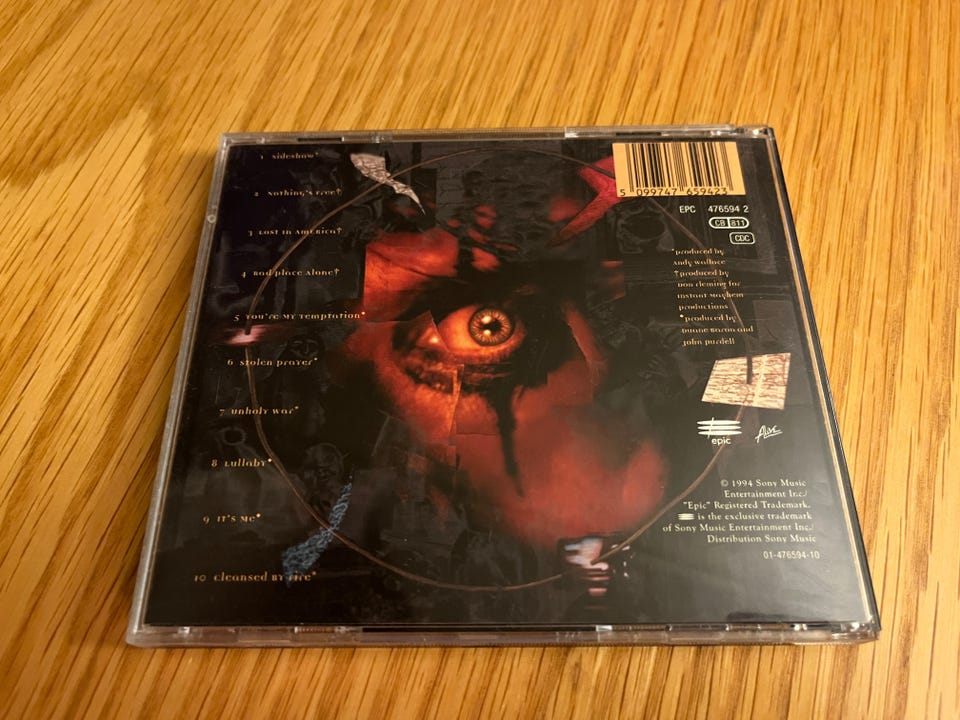 1 sideshow*
2 nothing's free†
3 Lost in America†
4 Bad place Alone†
5 You're My Temptation•
6 stolen prayer•
7 unholy war•
8 Lullaby•
9 It's Me•
10 cleansed by fire•
5 099747 659423
EPC 476594 2
CB 811
CDC
*produced by
Andy Wallace
†produced by
Don Fleming for
Instant Mayhem
productions
•produced by
Duane Baron and
John Purdell
epic
Alive
© 1994 Sony Music
Entertainment Inc./
"Epic" Registered Trademark.
is the exclusive trademark
of Sony Music Entertainment Inc./
Distribution Sony Music
01-476594-10